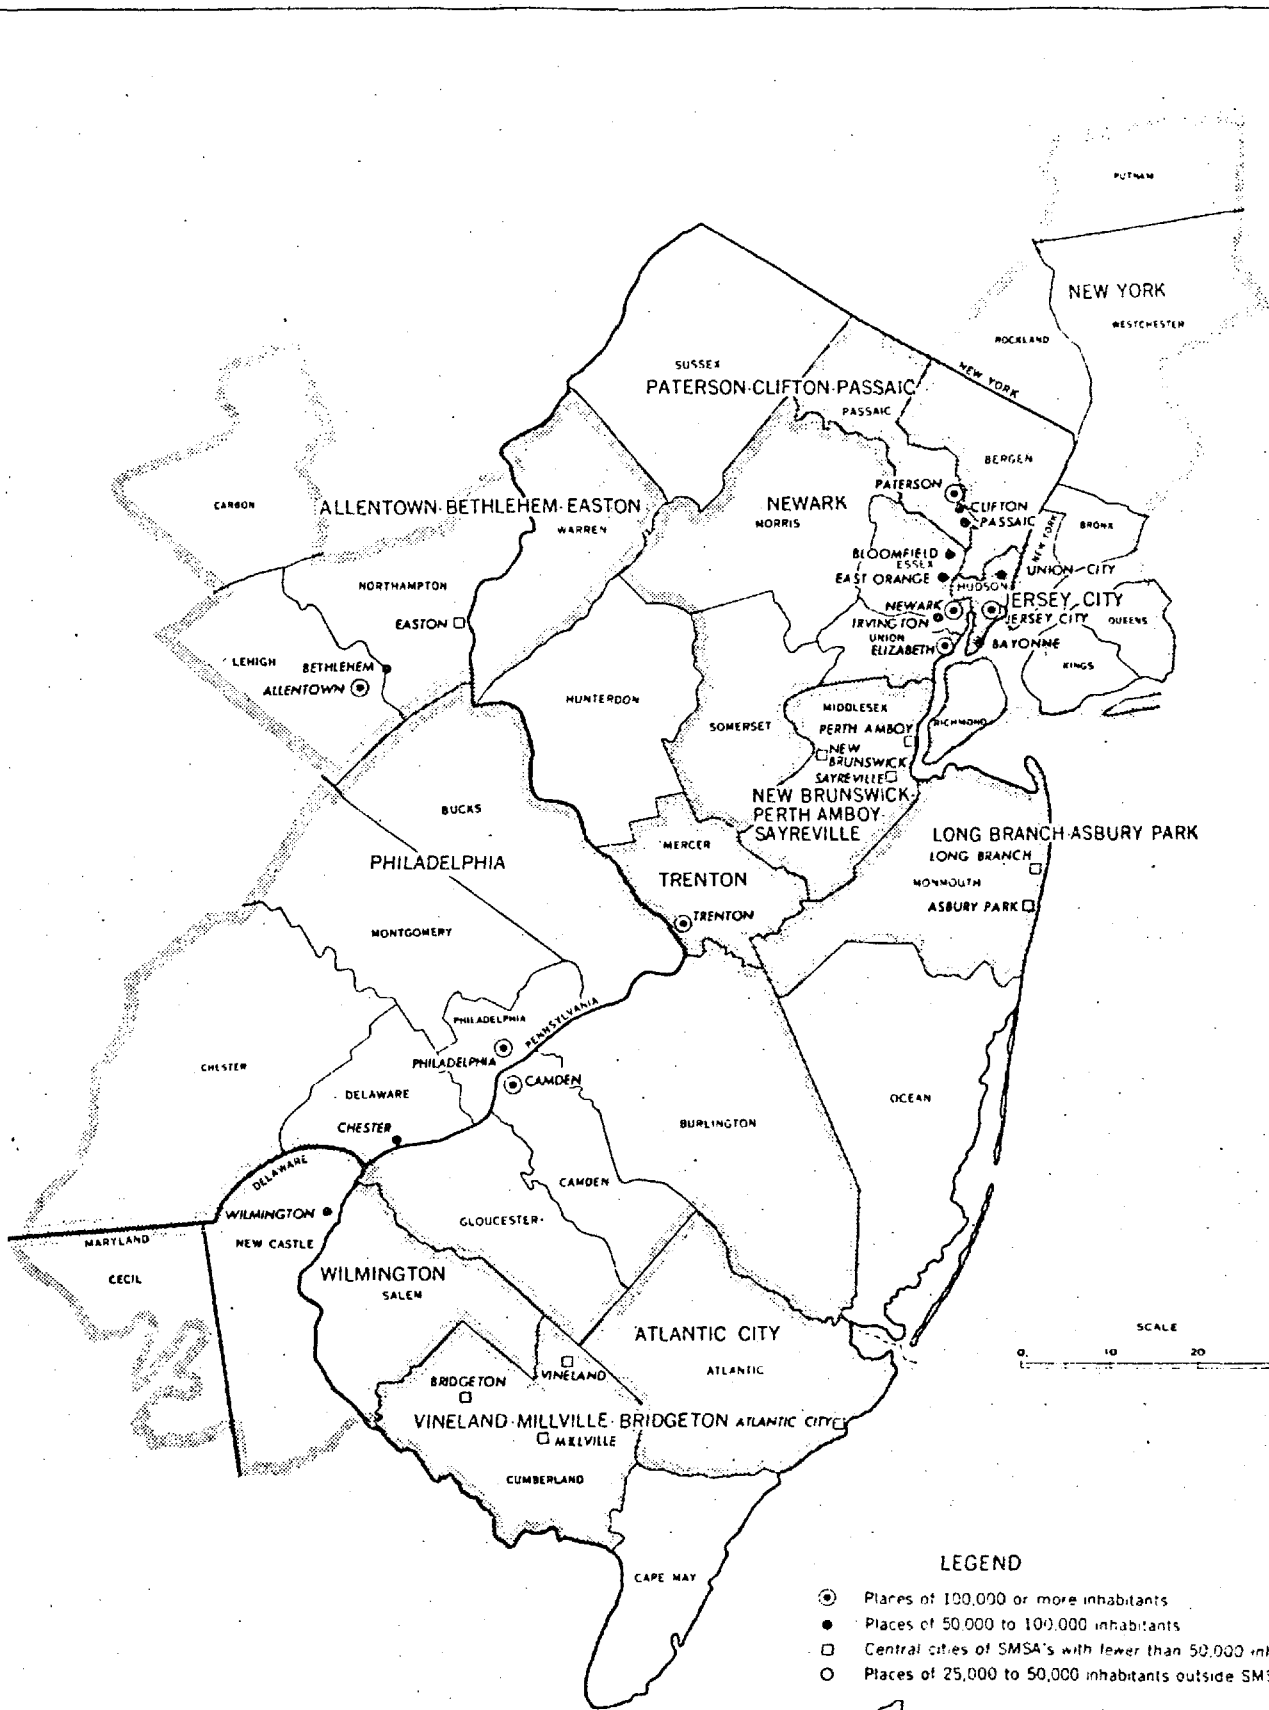 PUTNAM
NEW YORK
WESTCHESTER
ROCKLAND
NEW YORK
SUSSEX
PATERSON-CLIFTON-PASSAIC
PASSAIC
BERGEN
PATERSON
CLIFTON
PASSAIC
CARBON
ALLENTOWN-BETHLEHEM-EASTON
WARREN
NEWARK
MORRIS
NEW YORK
BRONX
BLOOMFIELD
ESSEX
EAST ORANGE
UNION CITY
HUDSON
NORTHAMPTON
EASTON
NEWARK
JERSEY CITY
JERSEY CITY
QUEENS
IRVINGTON
UNION
ELIZABETH
BAYONNE
KINGS
LEHIGH
BETHLEHEM
ALLENTOWN
HUNTERDON
SOMERSET
MIDDLESEX
PERTH AMBOY
RICHMOND
NEW
BRUNSWICK
SAYREVILLE
NEW BRUNSWICK-
PERTH AMBOY-
SAYREVILLE
BUCKS
MERCER
LONG BRANCH-ASBURY PARK
LONG BRANCH
PHILADELPHIA
TRENTON
MONMOUTH
ASBURY PARK
TRENTON
MONTGOMERY
PHILADELPHIA
PENNSYLVANIA
PHILADELPHIA
CHESTER
CAMDEN
DELAWARE
OCEAN
BURLINGTON
CHESTER
DELAWARE
CAMDEN
WILMINGTON
GLOUCESTER
MARYLAND
NEW CASTLE
CECIL
WILMINGTON
SALEM
ATLANTIC CITY
SCALE
0 10 20
VINELAND
ATLANTIC
BRIDGETON
VINELAND-MILLVILLE-BRIDGETON
ATLANTIC CITY
MILLVILLE
CUMBERLAND
CAPE MAY
LEGEND
Places of 100,000 or more inhabitants
Places of 50,000 to 100,000 inhabitants
Central cities of SMSA's with fewer than 50,000 inh
Places of 25,000 to 50,000 inhabitants outside SMS